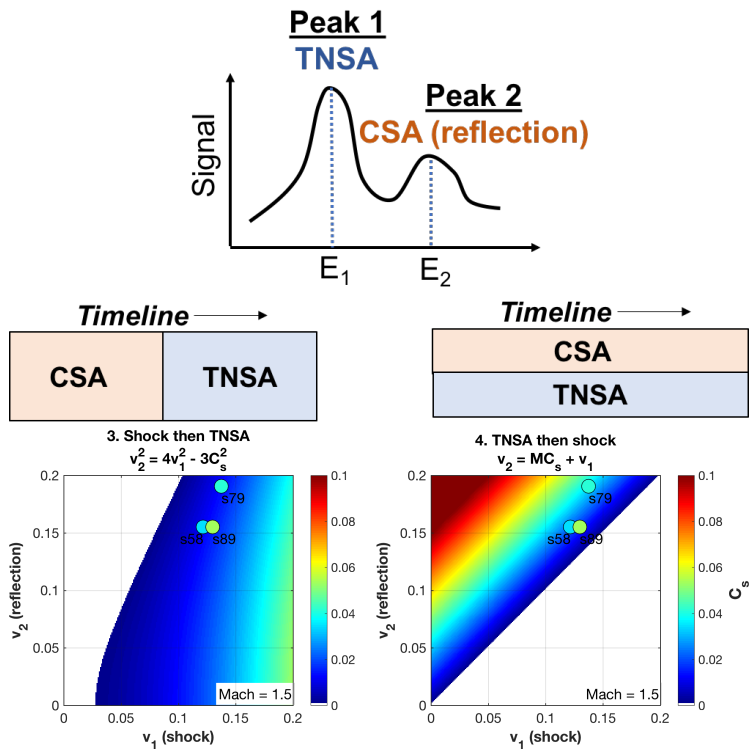 Peak 1
TNSA
Peak 2
CSA (reflection)
Signal
E1
E2
Timeline
CSA
TNSA
Timeline
CSA
TNSA
3. Shock then TNSA
v₂² = 4v₁² - 3Cₛ²
v₂ (reflection)
0.2
0.15
0.1
0.05
0
s79
s58
s89
Mach = 1.5
0
0.05
0.1
0.15
0.2
v₁ (shock)
0.1
0.08
0.06
0.04
0.02
0
4. TNSA then shock
v₂ = MCₛ + v₁
v₂ (reflection)
0.2
0.15
0.1
0.05
0
s79
s58
s89
Mach = 1.5
0
0.05
0.1
0.15
0.2
v₁ (shock)
0.1
0.08
0.06
0.04
0.02
0
Cₛ